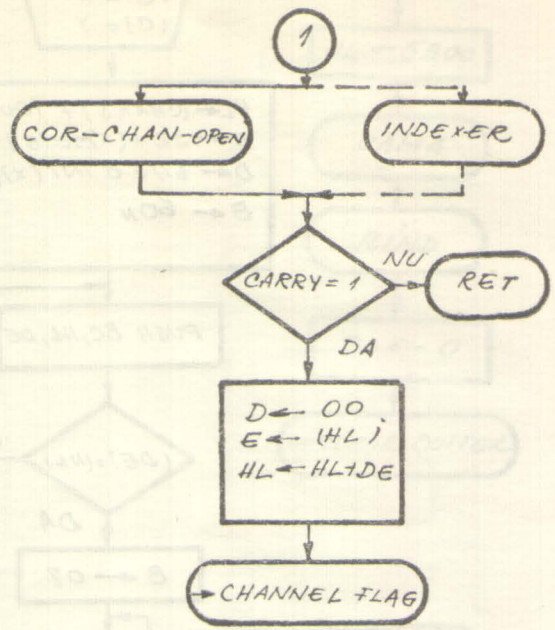 1
COR-CHAN-OPEN
INDEXER
CARRY = 1
NU
RET
DA
D ← 00
E ← (HL)
HL ← HL+DE
→ CHANNEL FLAG